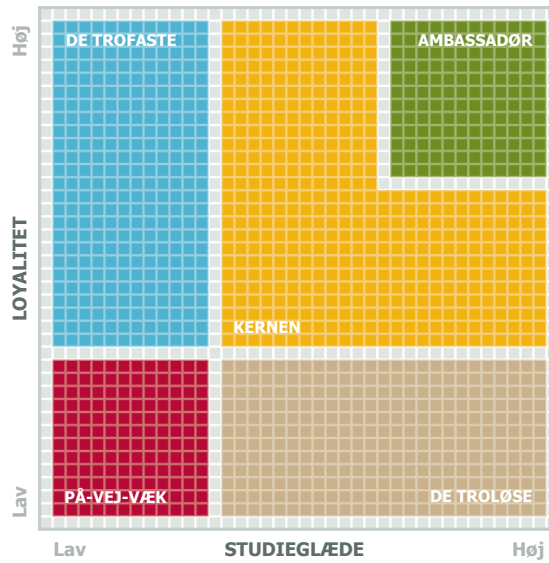 Høj
DE TROFASTE
AMBASSADØR
LOYALITET
KERNEN
Lav
PÅ-VEJ-VÆK
DE TROLØSE
Lav
STUDIEGLÆDE
Høj